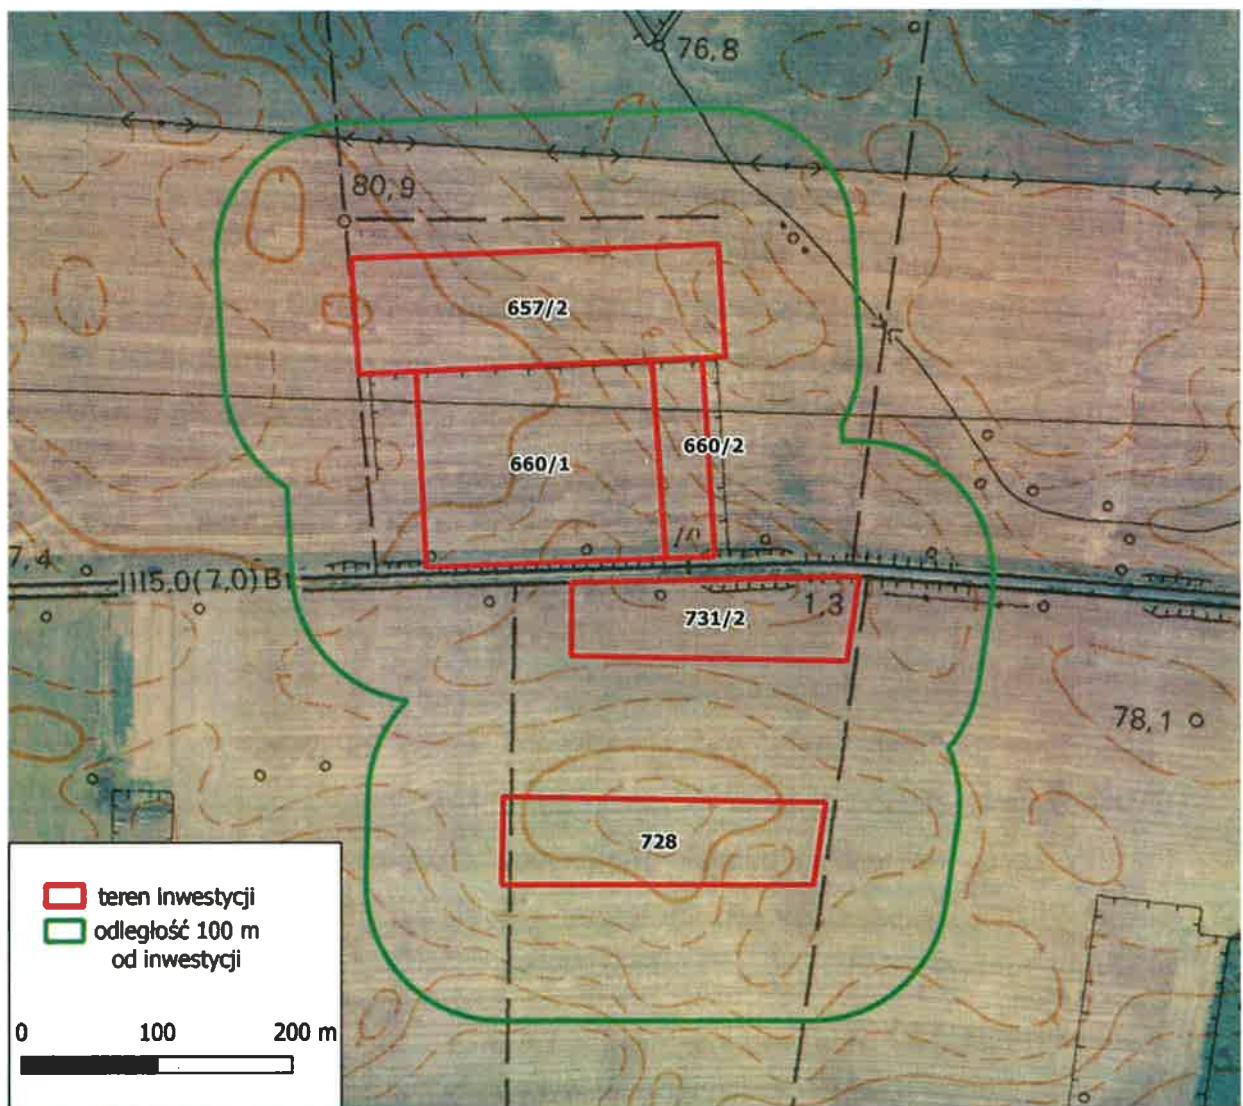 76,8
80,9
657/2
660/2
660/1
7,4
1115,0(7,0)B
1,3
731/2
78,1
728
teren inwestycji
odległość 100 m
od inwestycji
0 100 200 m